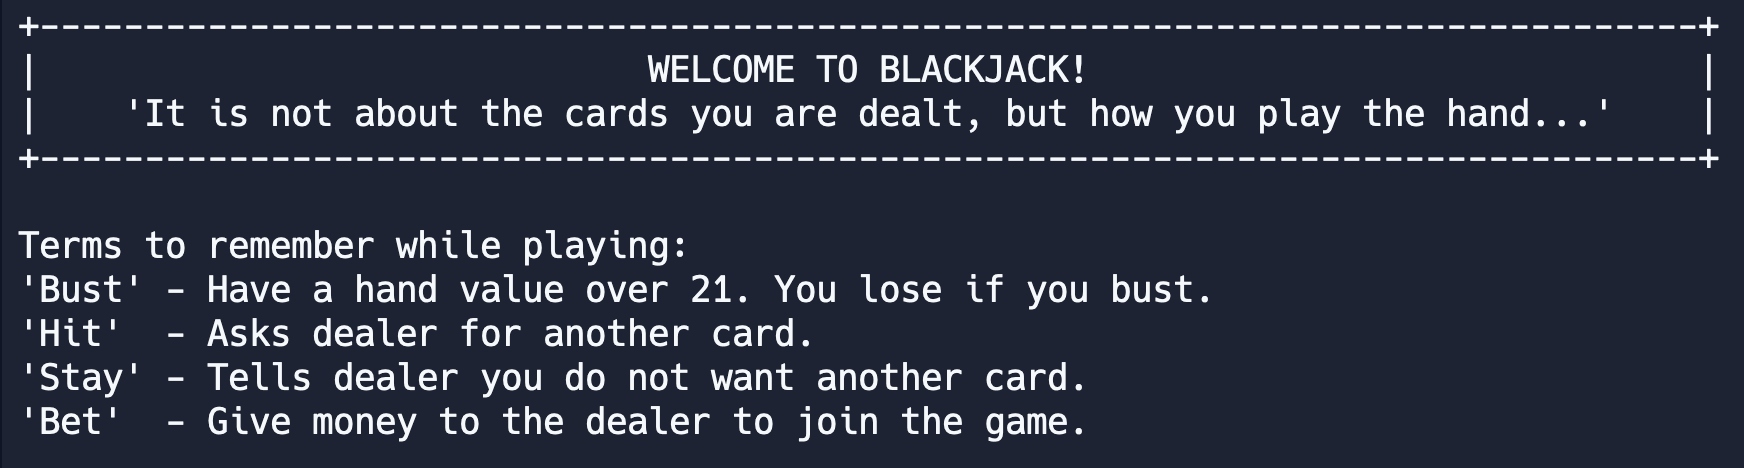 +-------------------------------------------------------------------------------+
|                             WELCOME TO BLACKJACK!                             |
|    'It is not about the cards you are dealt, but how you play the hand...'    |
+-------------------------------------------------------------------------------+
Terms to remember while playing:
'Bust' - Have a hand value over 21. You lose if you bust.
'Hit'  - Asks dealer for another card.
'Stay' - Tells dealer you do not want another card.
'Bet'  - Give money to the dealer to join the game.